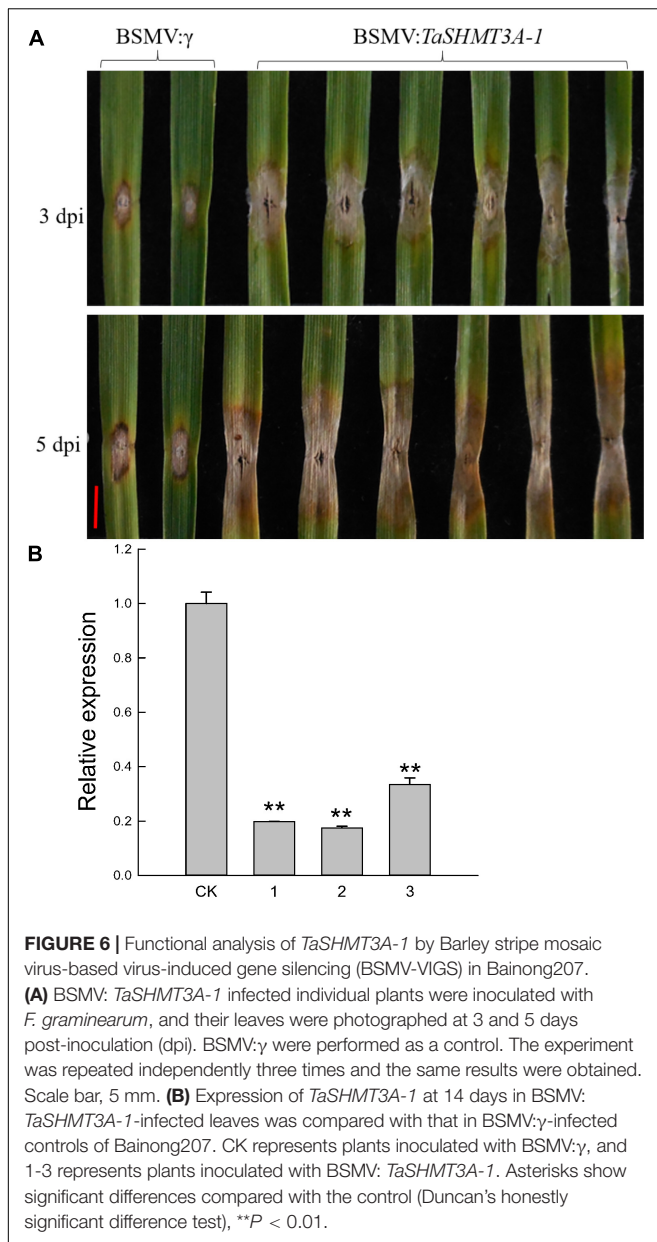 A
BSMV:γ BSMV:TaSHMT3A-1
3 dpi
5 dpi
B
1.2
1.0
0.8
0.6
0.4
0.2
0.0
Relative expression
** ** **
CK 1 2 3
FIGURE 6 | Functional analysis of TaSHMT3A-1 by Barley stripe mosaic
virus-based virus-induced gene silencing (BSMV-VIGS) in Bainong207.
(A) BSMV: TaSHMT3A-1 infected individual plants were inoculated with
F. graminearum, and their leaves were photographed at 3 and 5 days
post-inoculation (dpi). BSMV:γ were performed as a control. The experiment
was repeated independently three times and the same results were obtained.
Scale bar, 5 mm. (B) Expression of TaSHMT3A-1 at 14 days in BSMV:
TaSHMT3A-1-infected leaves was compared with that in BSMV:γ-infected
controls of Bainong207. CK represents plants inoculated with BSMV:γ, and
1-3 represents plants inoculated with BSMV: TaSHMT3A-1. Asterisks show
significant differences compared with the control (Duncan's honestly
significant difference test), **P < 0.01.